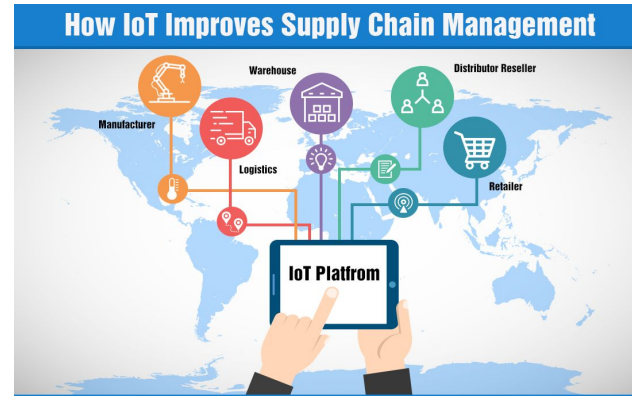 How IoT Improves Supply Chain Management
Warehouse
Distributor Reseller
Manufacturer
Logistics
Retailer
IoT Platfrom